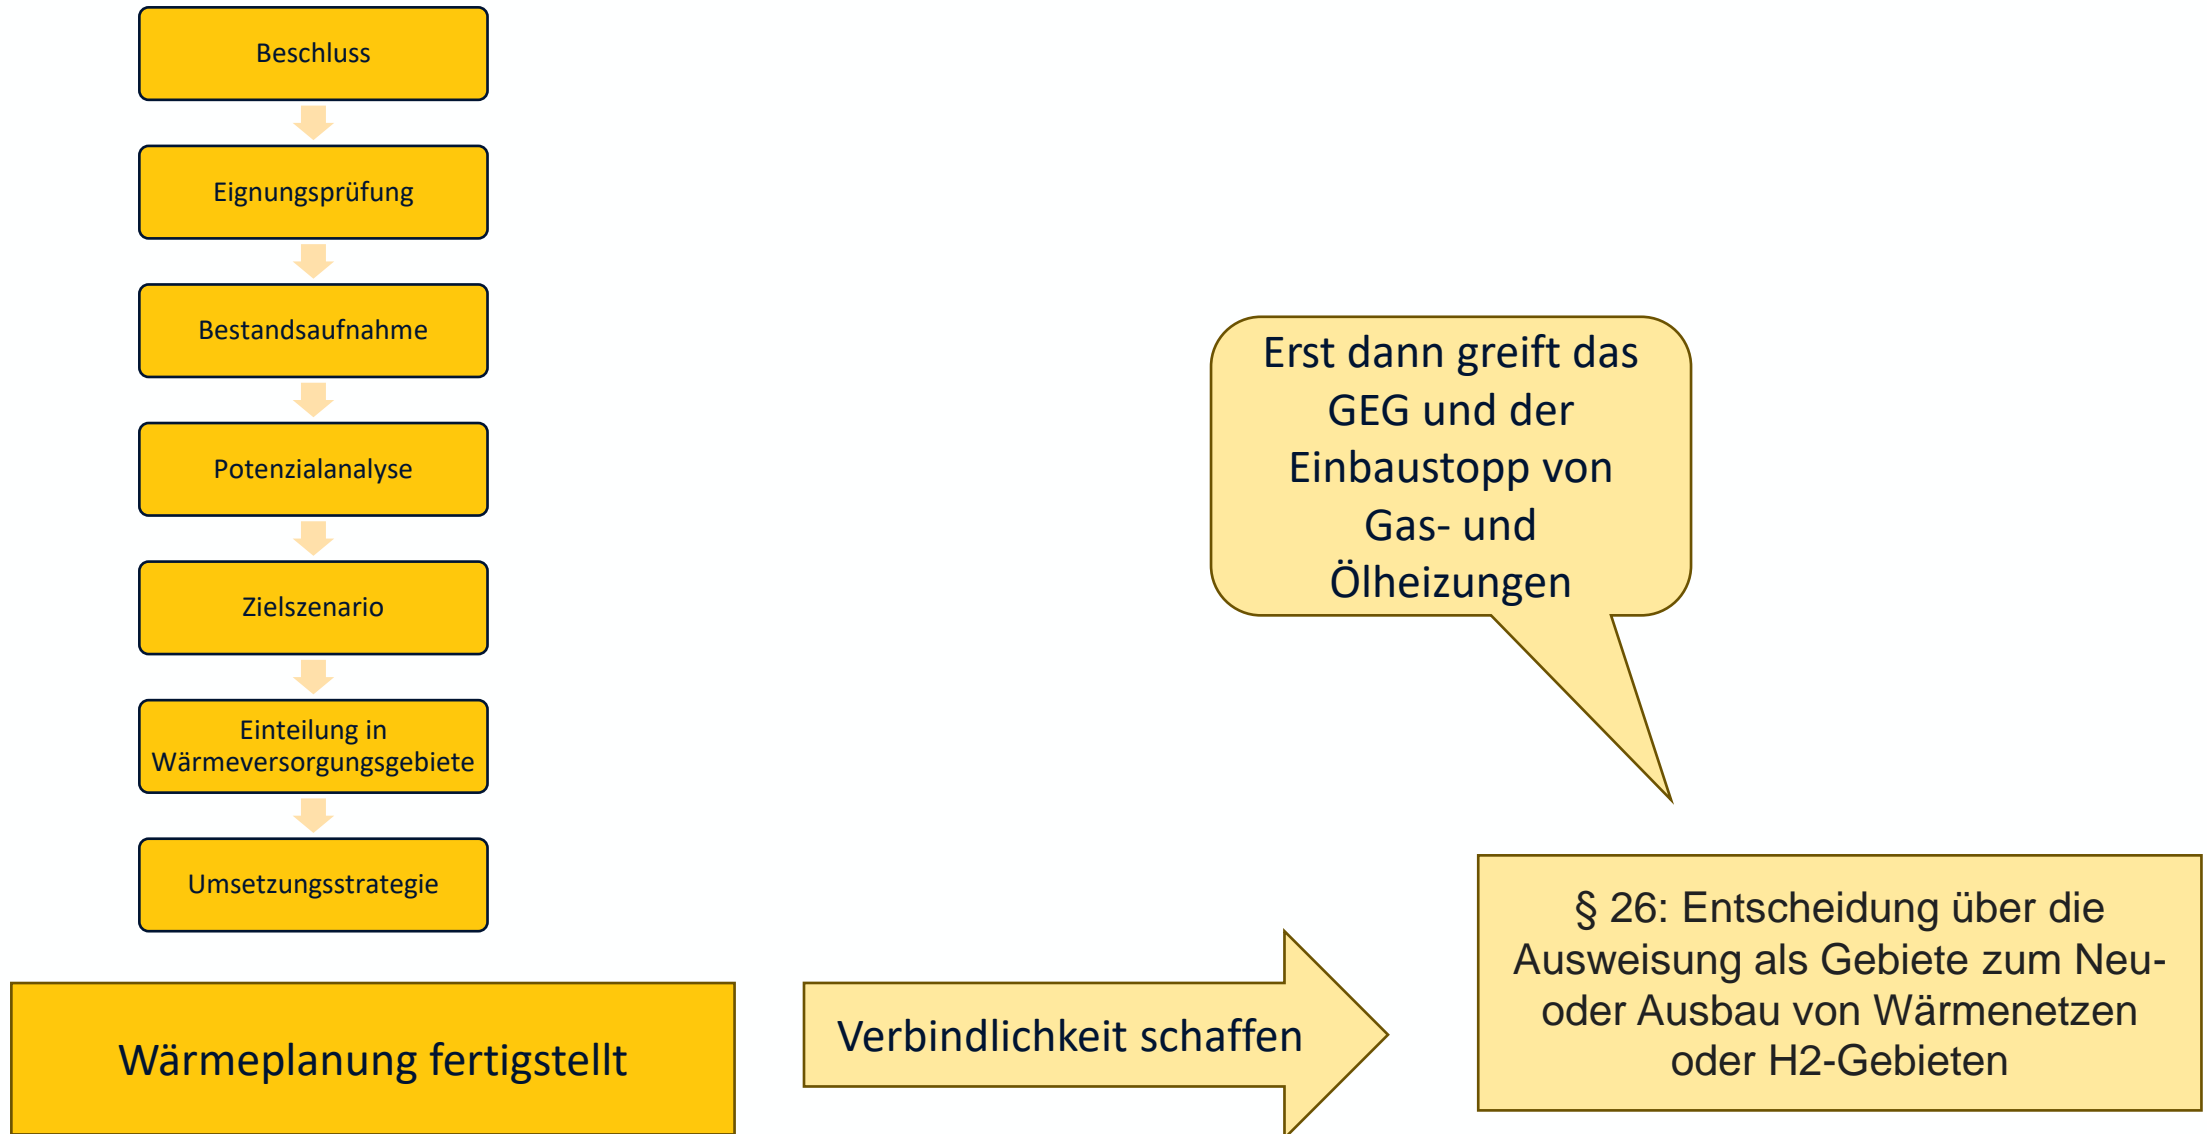 Beschluss
Eignungsprüfung
Bestandsaufnahme
Potenzialanalyse
Zielszenario
Einteilung in
Wärmeversorgungsgebiete
Umsetzungsstrategie
Wärmeplanung fertigstellt
Verbindlichkeit schaffen
Erst dann greift das
GEG und der
Einbaustopp von
Gas- und
Ölheizungen
§ 26: Entscheidung über die
Ausweisung als Gebiete zum Neu-
oder Ausbau von Wärmenetzen
oder H2-Gebieten